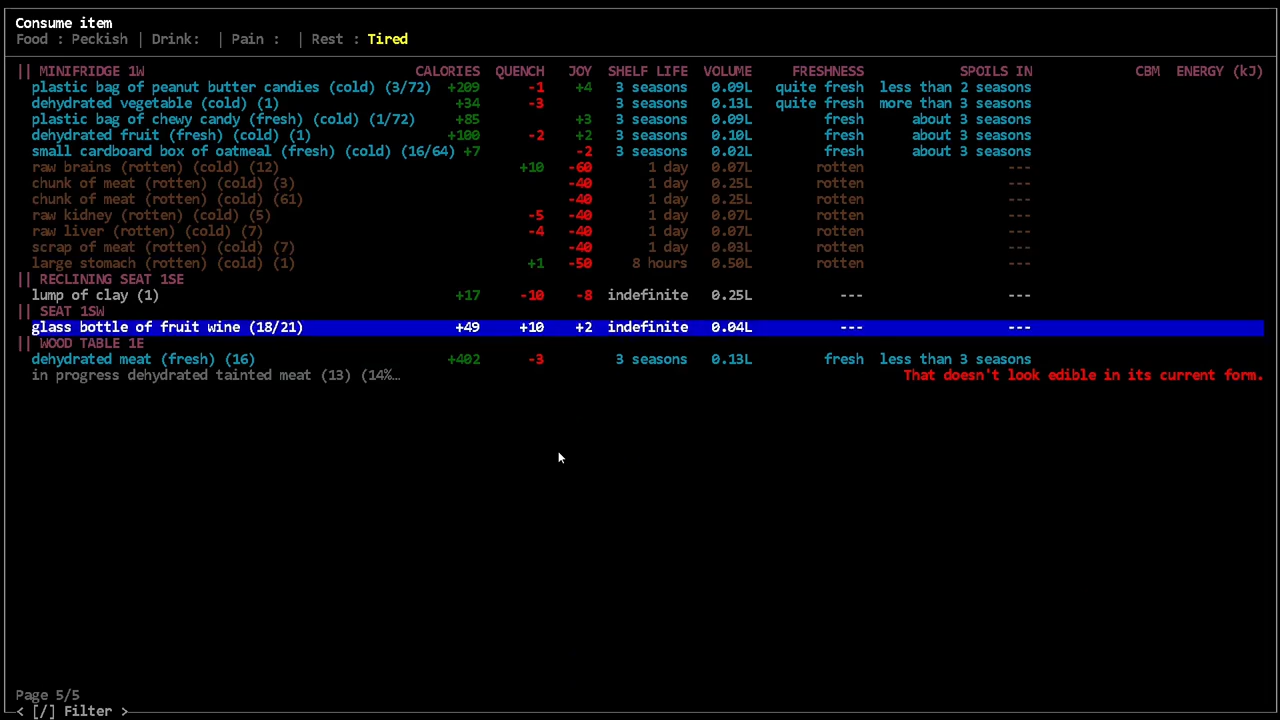 Consume item
Food : Peckish | Drink: | Pain : | Rest : Tired
|| MINIFRIDGE 1W CALORIES QUENCH JOY SHELF LIFE VOLUME FRESHNESS SPOILS IN CBM ENERGY (kJ)
plastic bag of peanut butter candies (cold) (3/72) +209 -1 +4 3 seasons 0.09L quite fresh less than 2 seasons
dehydrated vegetable (cold) (1) +34 -3 3 seasons 0.13L quite fresh more than 3 seasons
plastic bag of chewy candy (fresh) (cold) (1/72) +85 +3 3 seasons 0.09L fresh about 3 seasons
dehydrated fruit (fresh) (cold) (1) +100 -2 +2 3 seasons 0.10L fresh about 3 seasons
small cardboard box of oatmeal (fresh) (cold) (16/64) +7 -2 3 seasons 0.02L fresh about 3 seasons
raw brains (rotten) (cold) (12) +10 -60 1 day 0.07L rotten ---
chunk of meat (rotten) (cold) (3) -40 1 day 0.25L rotten ---
chunk of meat (rotten) (cold) (61) -40 1 day 0.25L rotten ---
raw kidney (rotten) (cold) (5) -5 -40 1 day 0.07L rotten ---
raw liver (rotten) (cold) (7) -4 -40 1 day 0.07L rotten ---
scrap of meat (rotten) (cold) (7) -40 1 day 0.03L rotten ---
large stomach (rotten) (cold) (1) +1 -50 8 hours 0.50L rotten ---
|| RECLINING SEAT 1SE
lump of clay (1) +17 -10 -8 indefinite 0.25L --- ---
|| SEAT 1SW
glass bottle of fruit wine (18/21) +49 +10 +2 indefinite 0.04L --- ---
|| WOOD TABLE 1E
dehydrated meat (fresh) (16) +402 -3 3 seasons 0.13L fresh less than 3 seasons
in progress dehydrated tainted meat (13) (14%… That doesn't look edible in its current form.
Page 5/5
< [/] Filter >